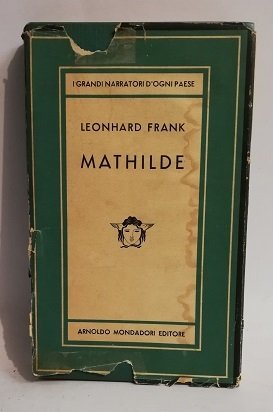 I GRANDI NARRATORI D'OGNI PAESE
LEONHARD FRANK
MATHILDE
ARNOLDO MONDADORI EDITORE